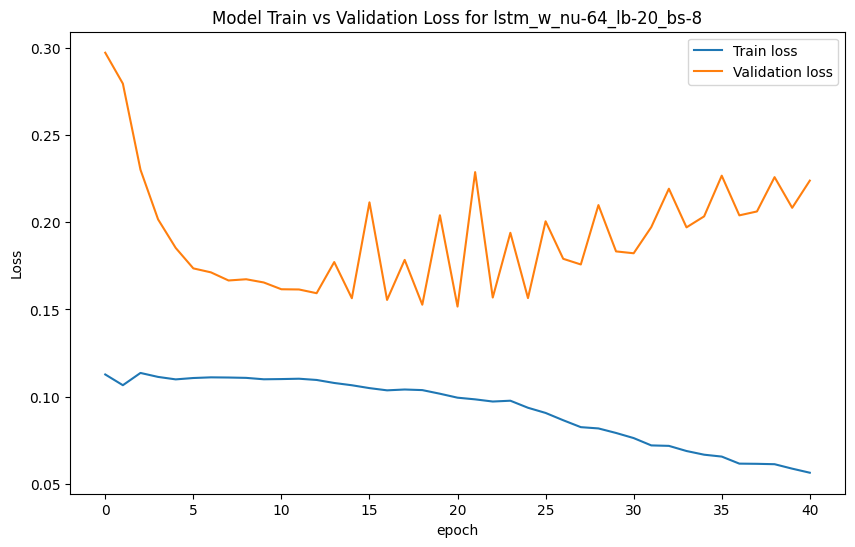 Model Train vs Validation Loss for lstm_w_nu-64_lb-20_bs-8
Train loss
Validation loss
0.30
0.25
0.20
0.15
0.10
0.05
Loss
0 5 10 15 20 25 30 35 40
epoch